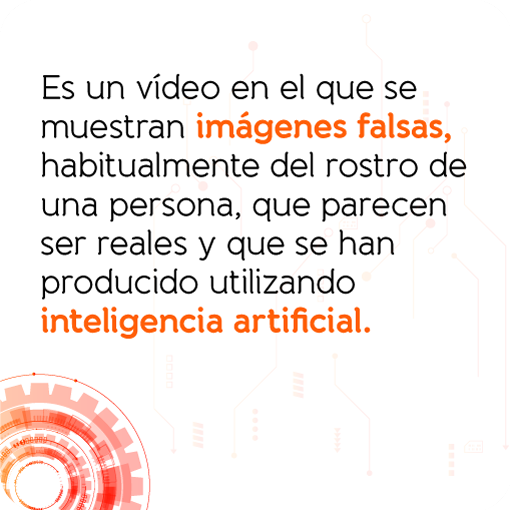 Es un vídeo en el que se
muestran imágenes falsas,
habitualmente del rostro de
una persona, que parecen
ser reales y que se han
producido utilizando
inteligencia artificial.